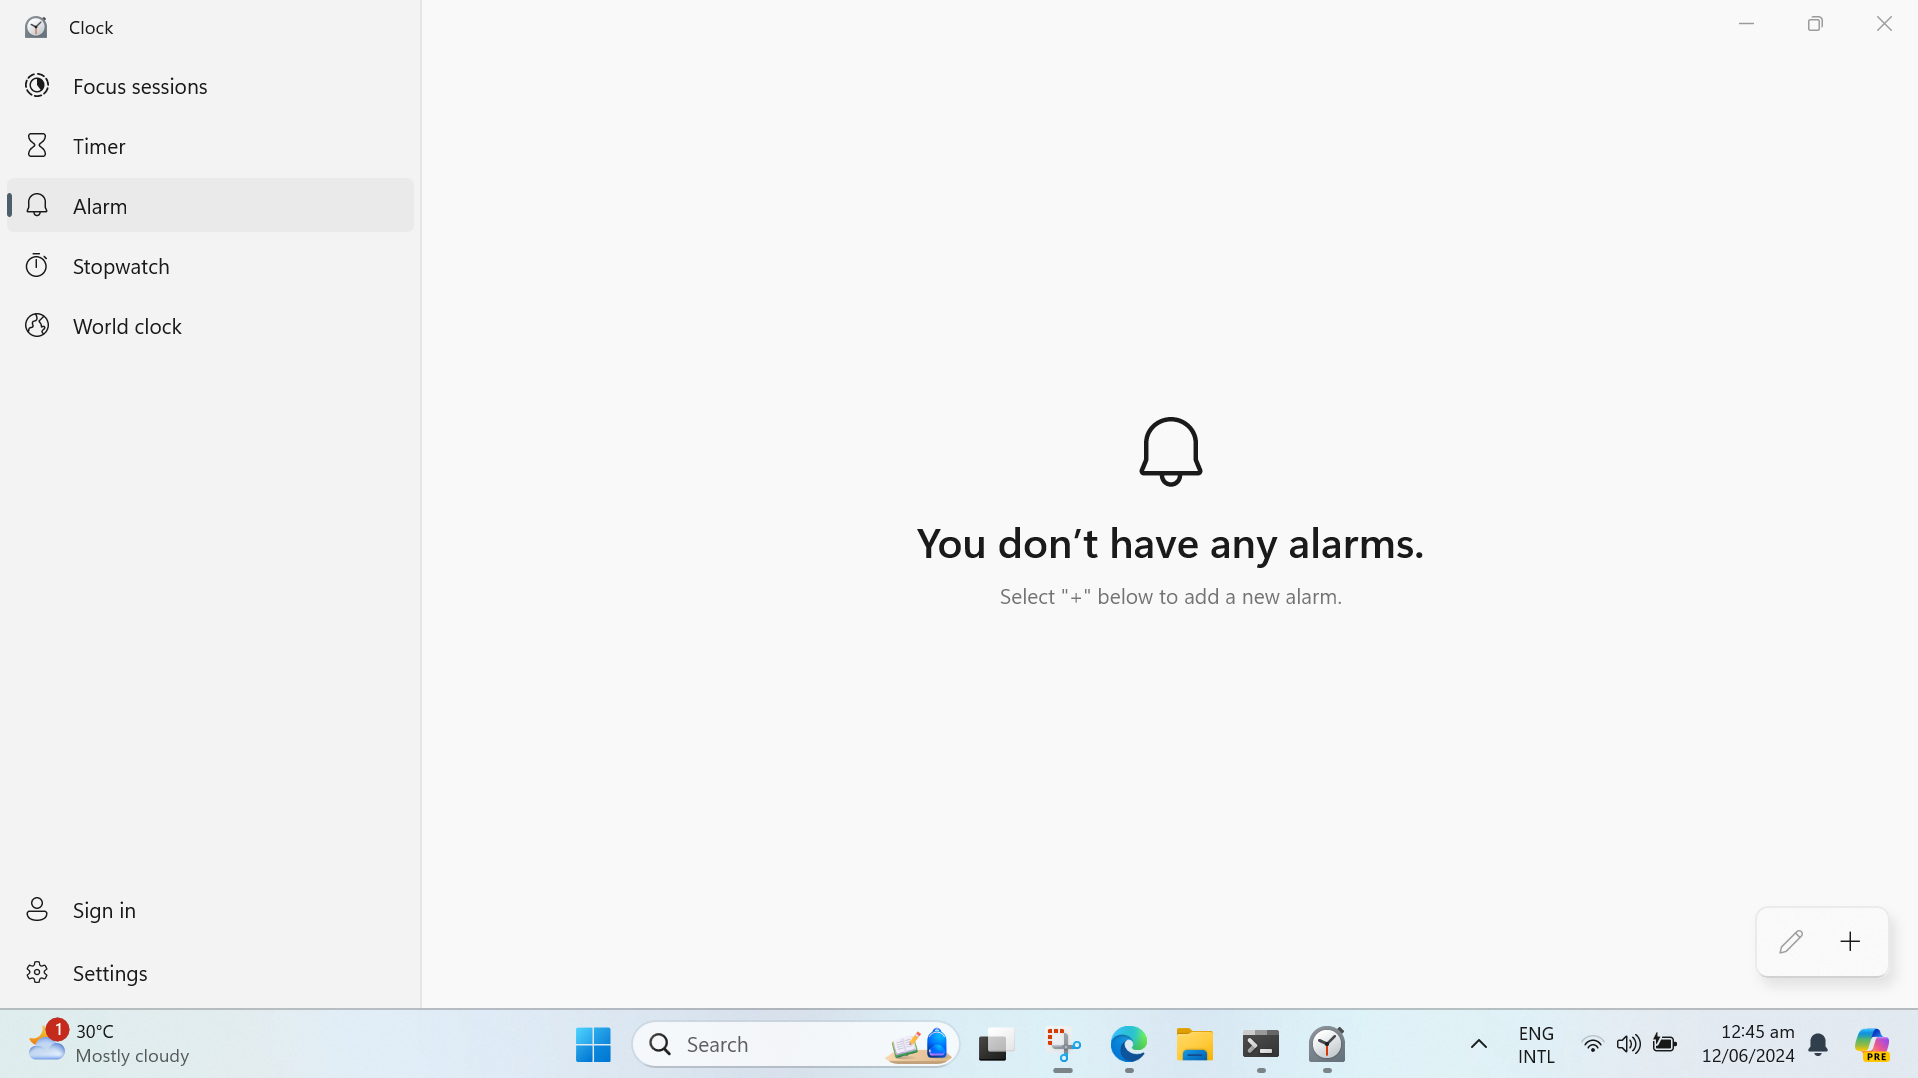 Clock
Focus sessions
Timer
Alarm
Stopwatch
World clock
You don’t have any alarms.
Select "+" below to add a new alarm.
Sign in
Settings
1
30°C
Mostly cloudy
Search
ENG
INTL
12:45 am
12/06/2024
PRE